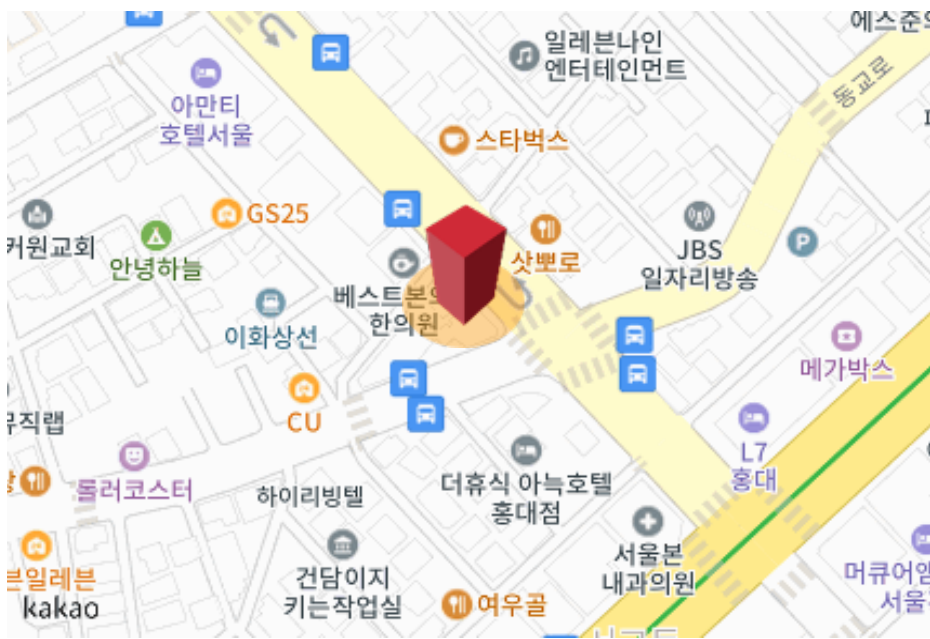 에스준
일레븐나인
엔터테인먼트
동교로
아만티
호텔서울
스타벅스
GS25
커원교회
안녕하늘
삿뽀로
JBS
일자리방송
P
베스트본
한의원
이화상선
메가박스
CU
뮤직랩
L7
홍대
롤러코스터
하이리빙텔
더휴식 아늑호텔
홍대점
서울본
내과의원
건담이지
키는작업실
븐일레븐
여우골
머큐어앰
서울
kakao